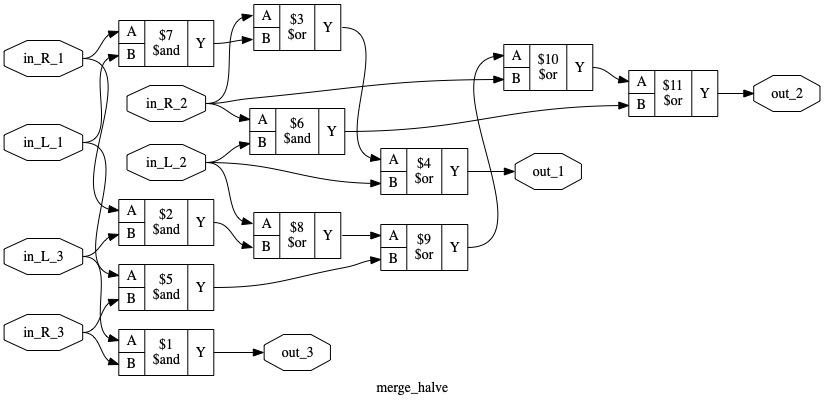 in_R_1
in_L_1
in_L_3
in_R_3
A $7 Y
B $and
in_R_2
in_L_2
A $2 Y
B $and
A $5 Y
B $and
A $1 Y
B $and
A $3 Y
B $or
A $6 Y
B $and
A $8 Y
B $or
out_3
A $4 Y
B $or
A $9 Y
B $or
A $10 Y
B $or
out_1
A $11 Y
B $or
out_2
merge_halve